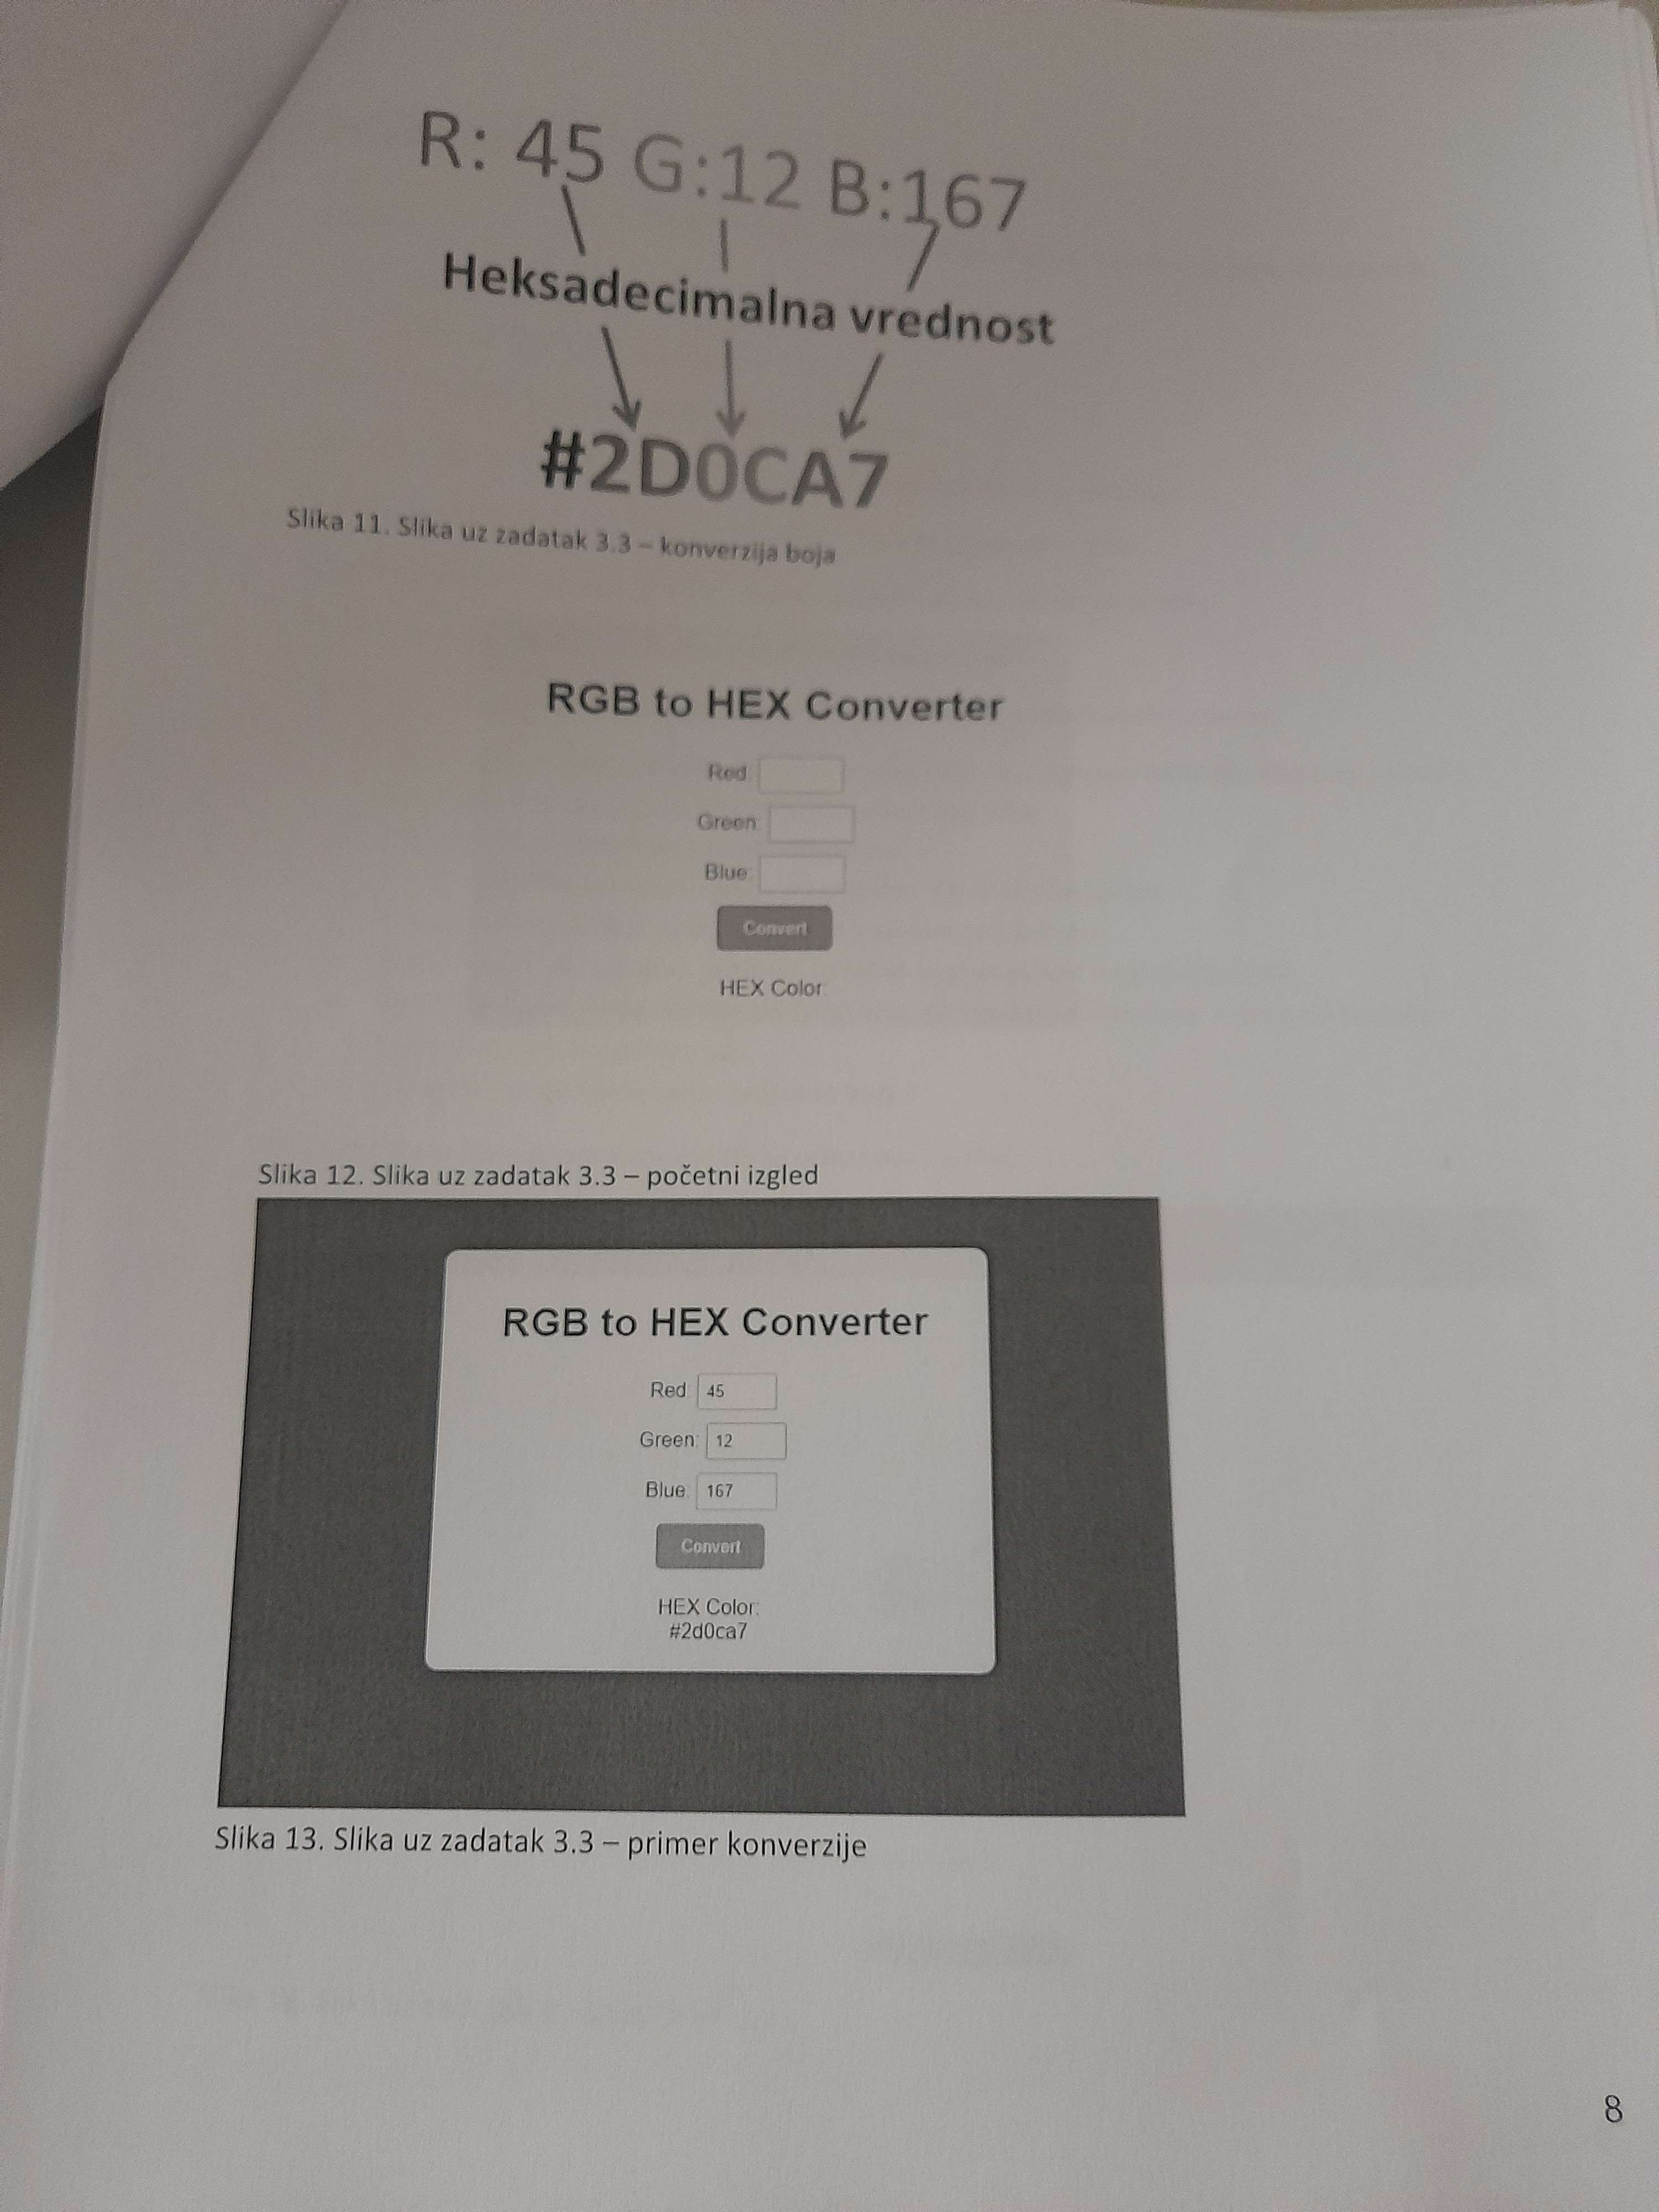 R: 45 G:12 B:167
Heksadecimalna vrednost
#2D0CA7
Slika 11. Slika uz zadatak 3.3 – konverzija boja
RGB to HEX Converter
Red:
Green:
Blue:
Convert
HEX Color:
Slika 12. Slika uz zadatak 3.3 – početni izgled
RGB to HEX Converter
Red: 45
Green: 12
Blue: 167
Convert
HEX Color:
#2d0ca7
Slika 13. Slika uz zadatak 3.3 – primer konverzije
8